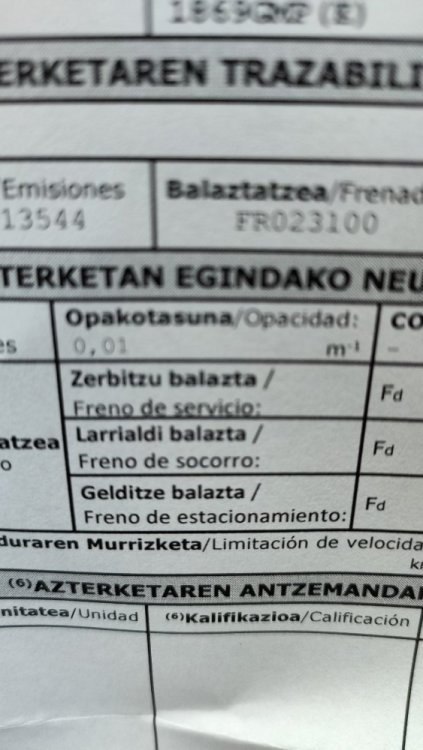 ERKETAREN TRAZABILI
Emisiones
13544
Balaztatzea/Frenad
FR023100
TERKETAN EGINDAKO NEU
Opakotasuna/Opacidad:
0,01 m-1
CO
-
es
Zerbitzu balazta /
Freno de servicio:
Fd
atzea
o
Larrialdi balazta /
Freno de socorro:
Fd
Gelditze balazta /
Freno de estacionamiento:
Fd
duraren Murrizketa/Limitación de velocida
(6)AZTERKETAREN ANTZEMANDA
nitatea/Unidad
(6)Kalifikazioa/Calificación